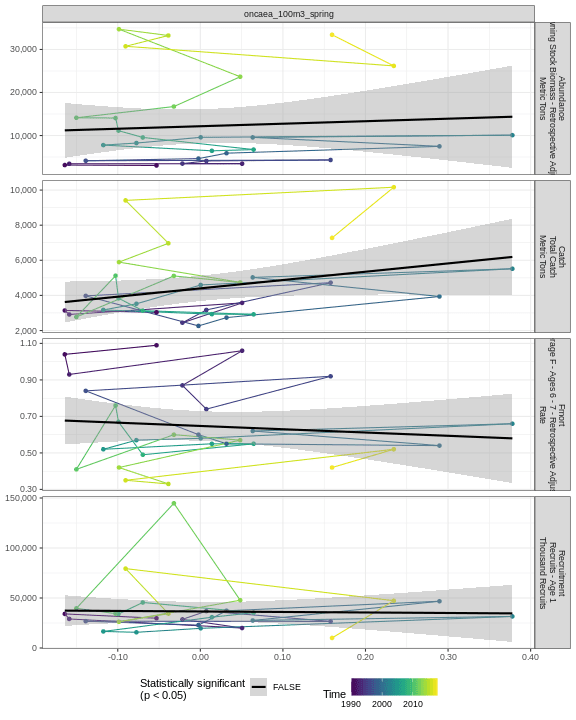 oncaea_100m3_spring
30,000
20,000
10,000
Abundance
Stock Biomass - Retrospective
Metric Tons
10,000
8,000
6,000
4,000
2,000
Catch
Total Catch
Metric Tons
1.10
0.90
0.70
0.50
0.30
Fmort
F - Ages 6 - 7 - Retrospective
Rate
150,000
100,000
50,000
0
Recruitment
Recruits - Age 1
Thousand Recruits
-0.10
0.00
0.10
0.20
0.30
0.40
Statistically significant
(p < 0.05)
FALSE
Time
1990 2000 2010